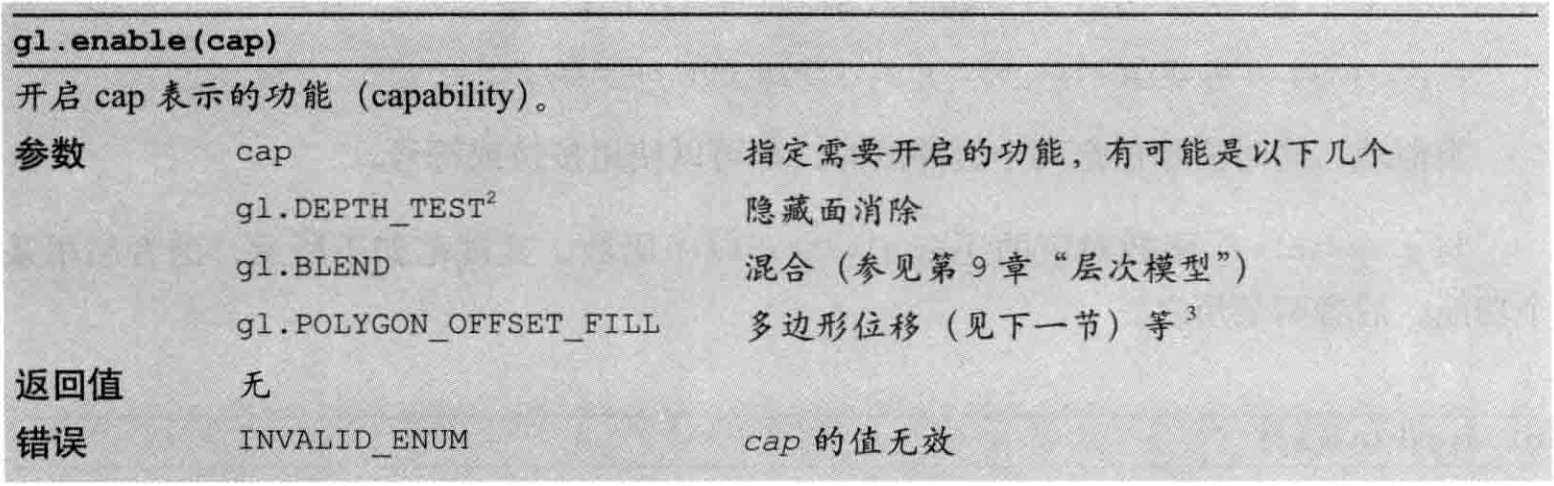 gl.enable(cap)
开启 cap 表示的功能（capability）。
参数 cap 指定需要开启的功能，有可能是以下几个
gl.DEPTH_TEST² 隐藏面消除
gl.BLEND 混合（参见第 9 章“层次模型”）
gl.POLYGON_OFFSET_FILL 多边形位移（见下一节）等³
返回值 无
错误 INVALID_ENUM cap 的值无效